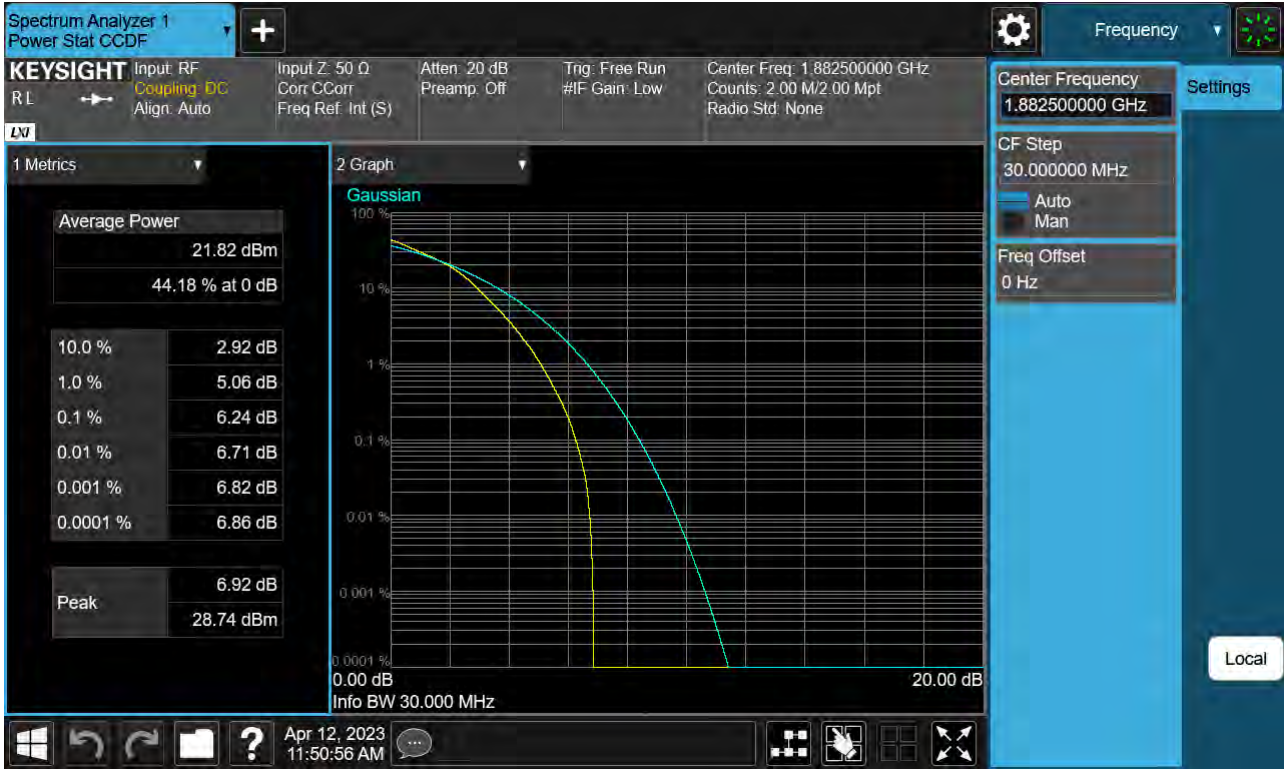 Spectrum Analyzer 1
Power Stat CCDF
Frequency
KEYSIGHT
R L
LXI
Input: RF
Coupling: DC
Align: Auto
Input Z: 50 Ω
Corr CCorr
Freq Ref: Int (S)
Atten: 20 dB
Preamp: Off
Trig: Free Run
#IF Gain: Low
Center Freq: 1.882500000 GHz
Counts: 2.00 M/2.00 Mpt
Radio Std: None
Center Frequency
1.882500000 GHz
Settings
CF Step
30.000000 MHz
Auto
Man
Freq Offset
0 Hz
Local
1 Metrics
Average Power
21.82 dBm
44.18 % at 0 dB
10.0 % 2.92 dB
1.0 % 5.06 dB
0.1 % 6.24 dB
0.01 % 6.71 dB
0.001 % 6.82 dB
0.0001 % 6.86 dB
Peak
6.92 dB
28.74 dBm
2 Graph
Gaussian
100 %
10 %
1 %
0.1 %
0.01 %
0.001 %
0.0001 %
0.00 dB
20.00 dB
Info BW 30.000 MHz
?
Apr 12, 2023
11:50:56 AM